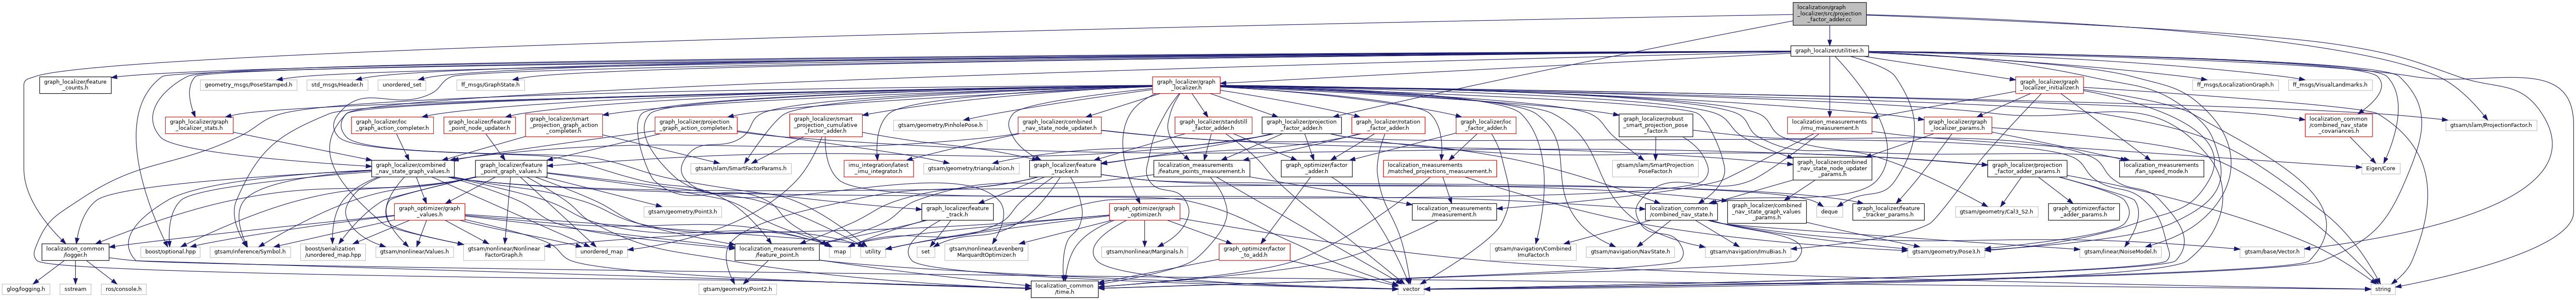 localization/graph
_localizer/src/projection
_factor_adder.cc
graph_localizer/utilities.h
graph_localizer/feature
_counts.h
geometry_msgs/PoseStamped.h
std_msgs/Header.h
unordered_set
ff_msgs/GraphState.h
graph_localizer/graph
_localizer.h
graph_localizer/graph
_localizer_initializer.h
ff_msgs/LocalizationGraph.h
ff_msgs/VisualLandmarks.h
graph_localizer/graph
_localizer_stats.h
graph_localizer/loc
_graph_action_completer.h
graph_localizer/feature
_point_node_updater.h
graph_localizer/smart
_projection_graph_action
_completer.h
graph_localizer/projection
_graph_action_completer.h
graph_localizer/smart
_projection_cumulative
_factor_adder.h
gtsam/geometry/PinholePose.h
graph_localizer/combined
_nav_state_node_updater.h
graph_localizer/standstill
_factor_adder.h
graph_localizer/projection
_factor_adder.h
graph_localizer/rotation
_factor_adder.h
graph_localizer/loc
_factor_adder.h
graph_localizer/robust
_smart_projection_pose
_factor.h
localization_measurements
/imu_measurement.h
graph_localizer/graph
_localizer_params.h
localization_common
/combined_nav_state
_covariances.h
gtsam/slam/ProjectionFactor.h
graph_localizer/combined
_nav_state_graph_values.h
graph_localizer/feature
_point_graph_values.h
gtsam/slam/SmartFactorParams.h
imu_integration/latest
_imu_integrator.h
gtsam/geometry/triangulation.h
graph_localizer/feature
_tracker.h
localization_measurements
/feature_points_measurement.h
graph_optimizer/factor
_adder.h
localization_measurements
/matched_projections_measurement.h
gtsam/slam/SmartProjection
PoseFactor.h
graph_localizer/combined
_nav_state_node_updater
_params.h
graph_localizer/projection
_factor_adder_params.h
localization_measurements
/fan_speed_mode.h
Eigen/Core
graph_optimizer/graph
_values.h
gtsam/geometry/Point3.h
graph_localizer/feature
_track.h
graph_optimizer/graph
_optimizer.h
localization_measurements
/measurement.h
localization_common
/combined_nav_state.h
graph_localizer/combined
_nav_state_graph_values
_params.h
deque
graph_localizer/feature
_tracker_params.h
gtsam/geometry/Cal3_S2.h
graph_optimizer/factor
_adder_params.h
localization_common
/logger.h
boost/optional.hpp
gtsam/inference/Symbol.h
boost/serialization
/unordered_map.hpp
gtsam/nonlinear/Values.h
gtsam/nonlinear/Nonlinear
FactorGraph.h
unordered_map
localization_measurements
/feature_point.h
map
utility
set
gtsam/nonlinear/Levenberg
MarquardtOptimizer.h
gtsam/nonlinear/Marginals.h
graph_optimizer/factor
_to_add.h
gtsam/navigation/Combined
ImuFactor.h
gtsam/navigation/NavState.h
gtsam/navigation/ImuBias.h
gtsam/geometry/Pose3.h
gtsam/linear/NoiseModel.h
gtsam/base/Vector.h
glog/logging.h
sstream
ros/console.h
gtsam/geometry/Point2.h
localization_common
/time.h
vector
string